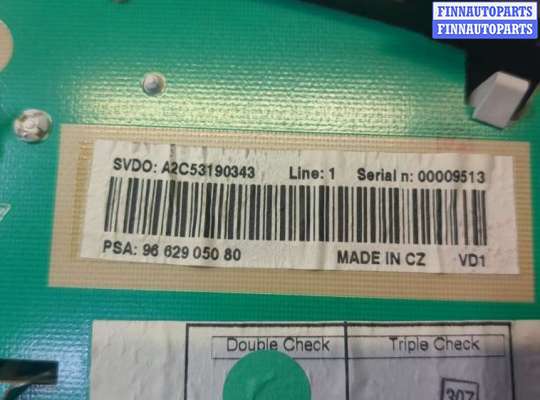 FINNAUTOPARTS
FINNAUTOPARTS
SVDO: A2C53190343 Line: 1 Serial n: 00009513
PSA: 96 629 050 80 MADE IN CZ VD1
Double Check Triple Check
307